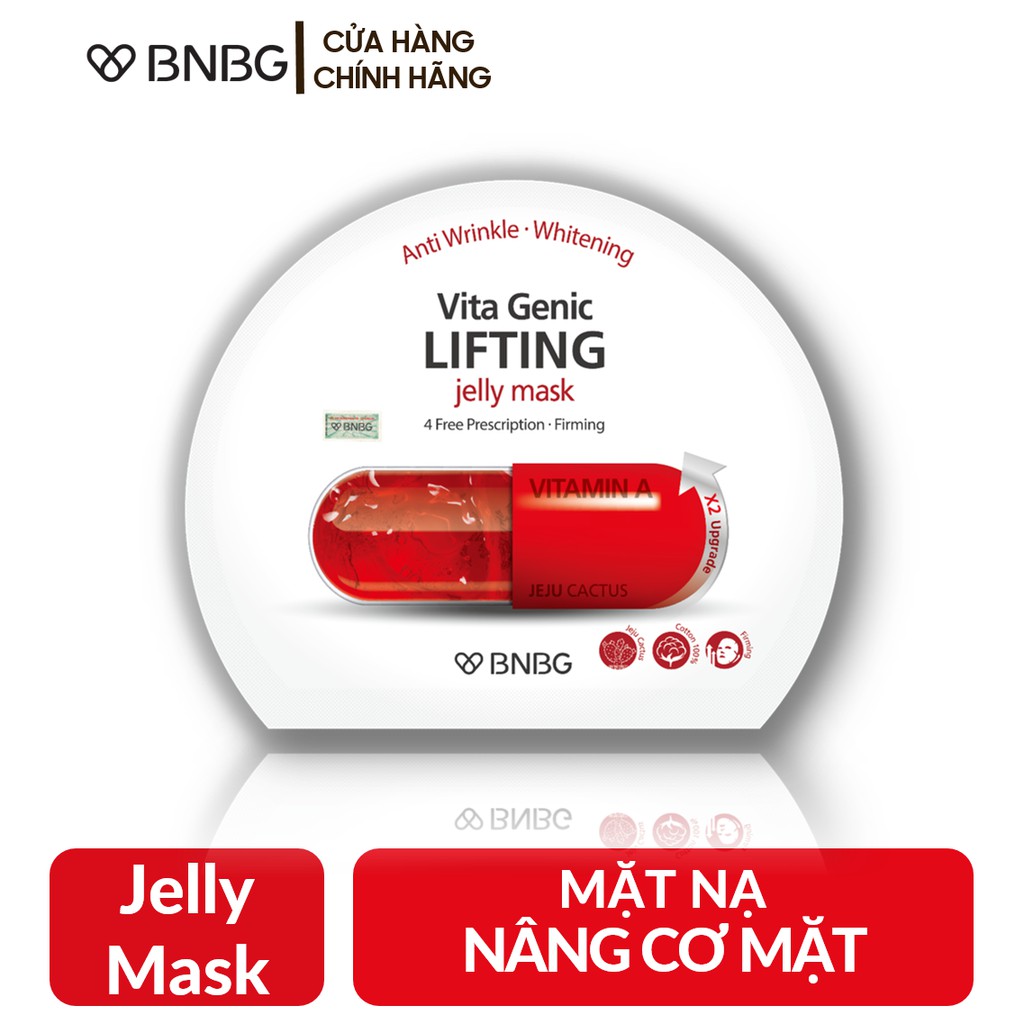 BNBG
CỬA HÀNG
CHÍNH HÃNG
Anti Wrinkle · Whitening
Vita Genic
LIFTING
jelly mask
4 Free Prescription · Firming
BNBG
VITAMIN A
X2 Upgrade
JEJU CACTUS
Jeju Cactus
Cotton 100%
Firming
BNBG
Jelly
Mask
MẶT NẠ
NÂNG CƠ MẶT